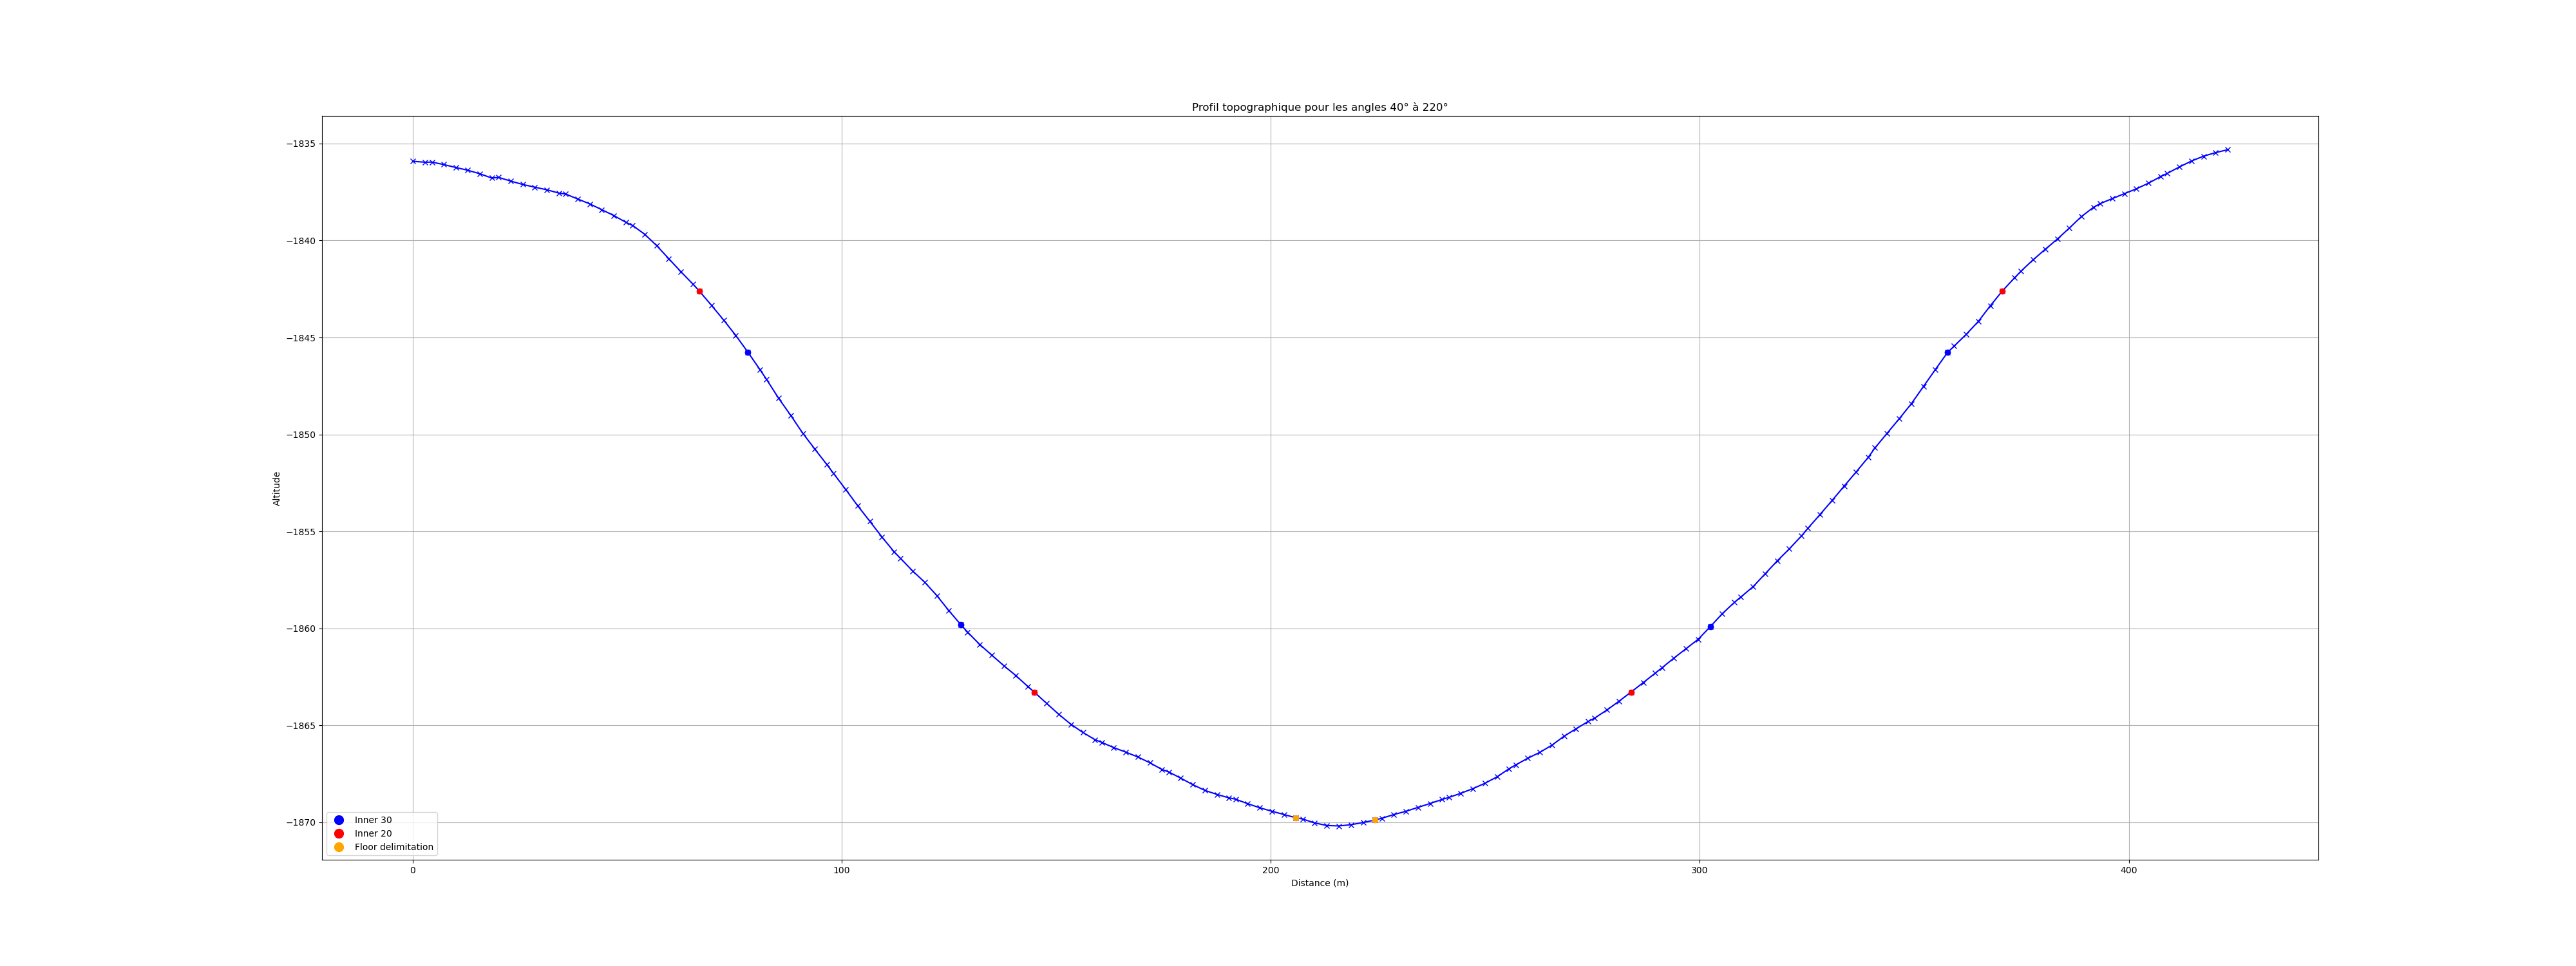 Profil topographique pour les angles 40° à 220°
Altitude
−1835
−1840
−1845
−1850
−1855
−1860
−1865
−1870
Inner 30
Inner 20
Floor delimitation
0
100
200
300
400
Distance (m)